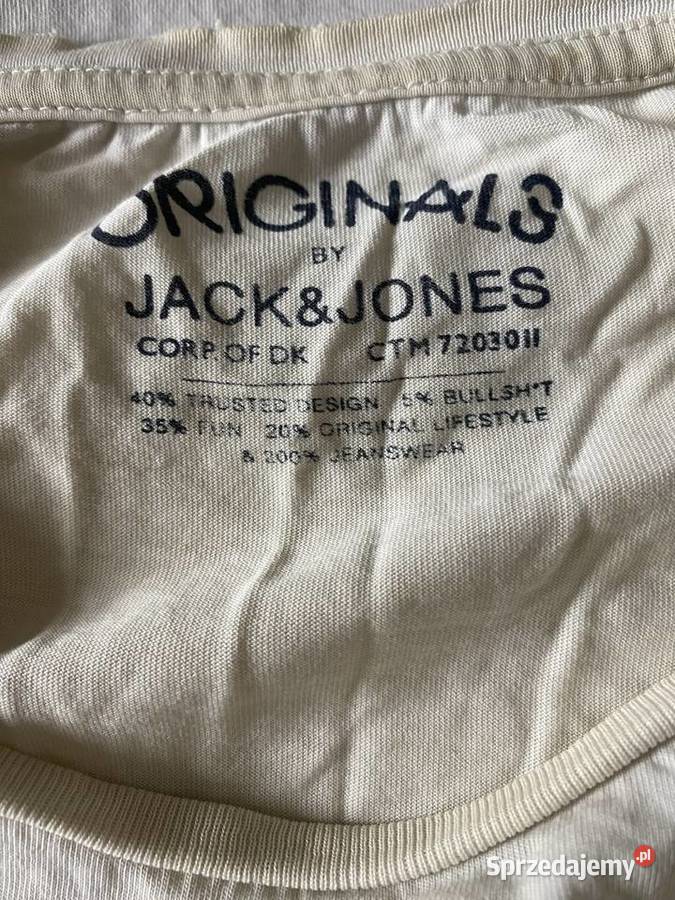 ORIGINALS
BY
JACK&JONES
CORP. OF DK CTM 7203011
40% TRUSTED DESIGN 5% BULLSH*T
35% FUN 20% ORIGINAL LIFESTYLE
& 200% JEANSWEAR
Sprzedajemy.pl